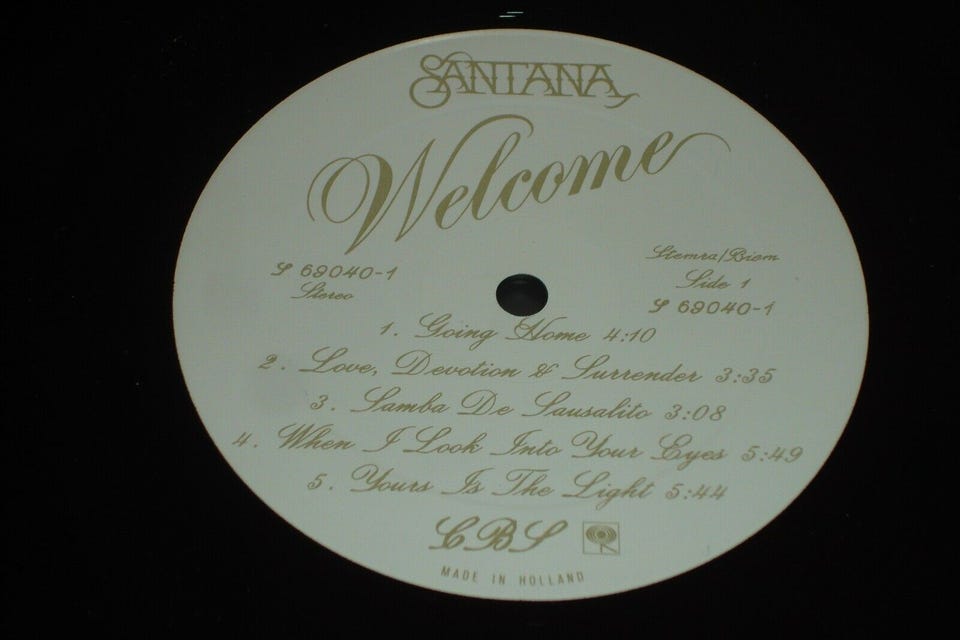 SANTANA
Welcome
S 69040-1
Stereo
Stemra/Biem
Side 1
S 69040-1
1. Going Home 4:10
2. Love, Devotion & Surrender 3:35
3. Samba De Sausalito 3:08
4. When I Look Into Your Eyes 5:49
5. Yours Is The Light 5:44
CBS
MADE IN HOLLAND